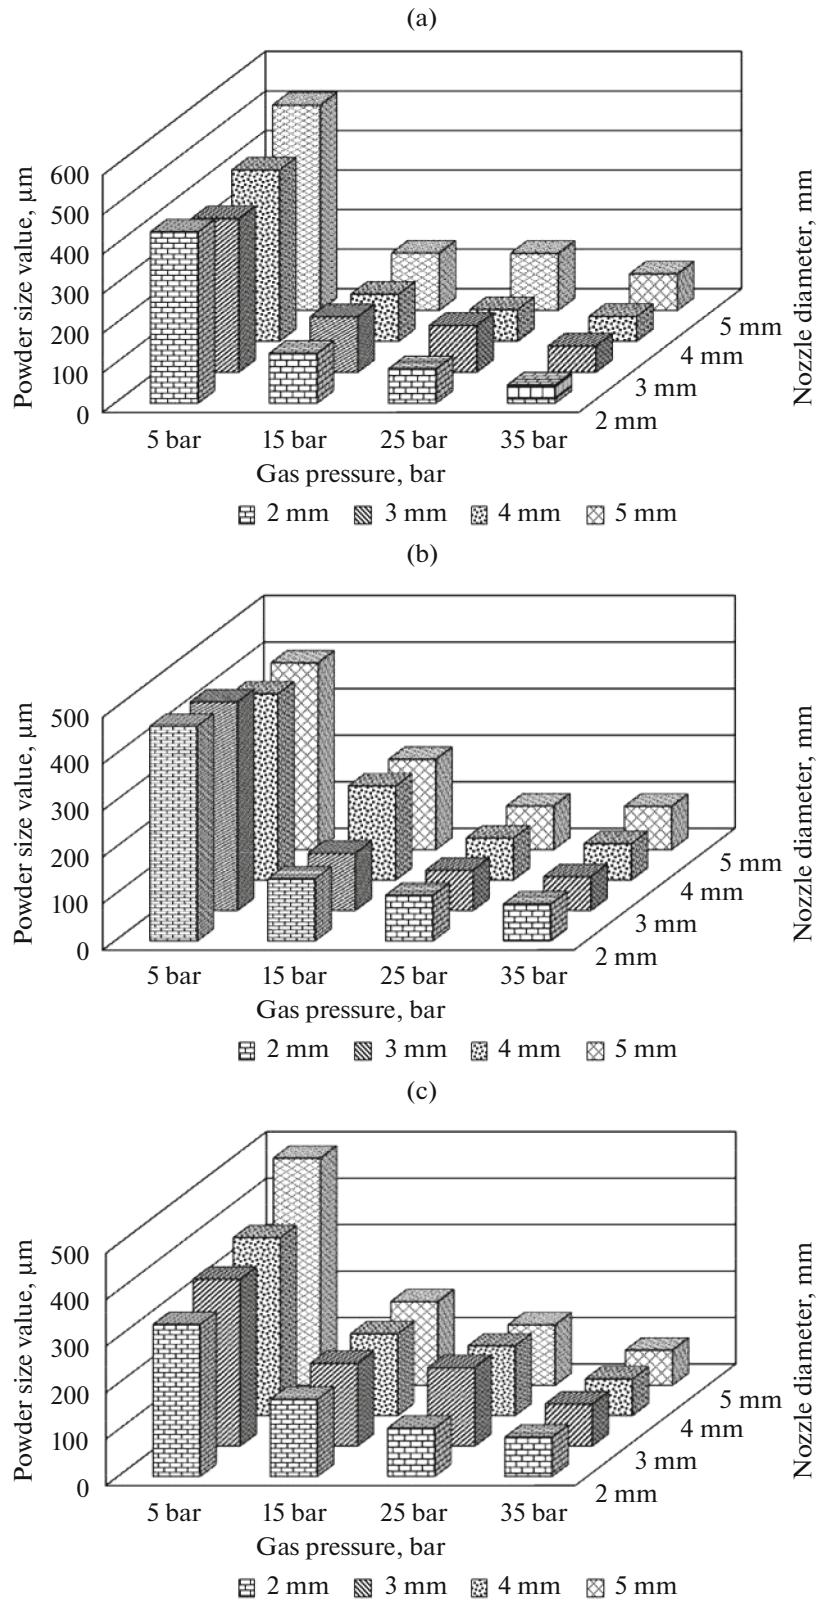 (a)
Powder size value, µm
600
500
400
300
200
100
0
5 bar 15 bar 25 bar 35 bar
Gas pressure, bar
2 mm
3 mm
4 mm
5 mm
Nozzle diameter, mm
2 mm 3 mm 4 mm 5 mm
(b)
Powder size value, µm
500
400
300
200
100
0
5 bar 15 bar 25 bar 35 bar
Gas pressure, bar
2 mm
3 mm
4 mm
5 mm
Nozzle diameter, mm
2 mm 3 mm 4 mm 5 mm
(c)
Powder size value, µm
500
400
300
200
100
0
5 bar 15 bar 25 bar 35 bar
Gas pressure, bar
2 mm
3 mm
4 mm
5 mm
Nozzle diameter, mm
2 mm 3 mm 4 mm 5 mm